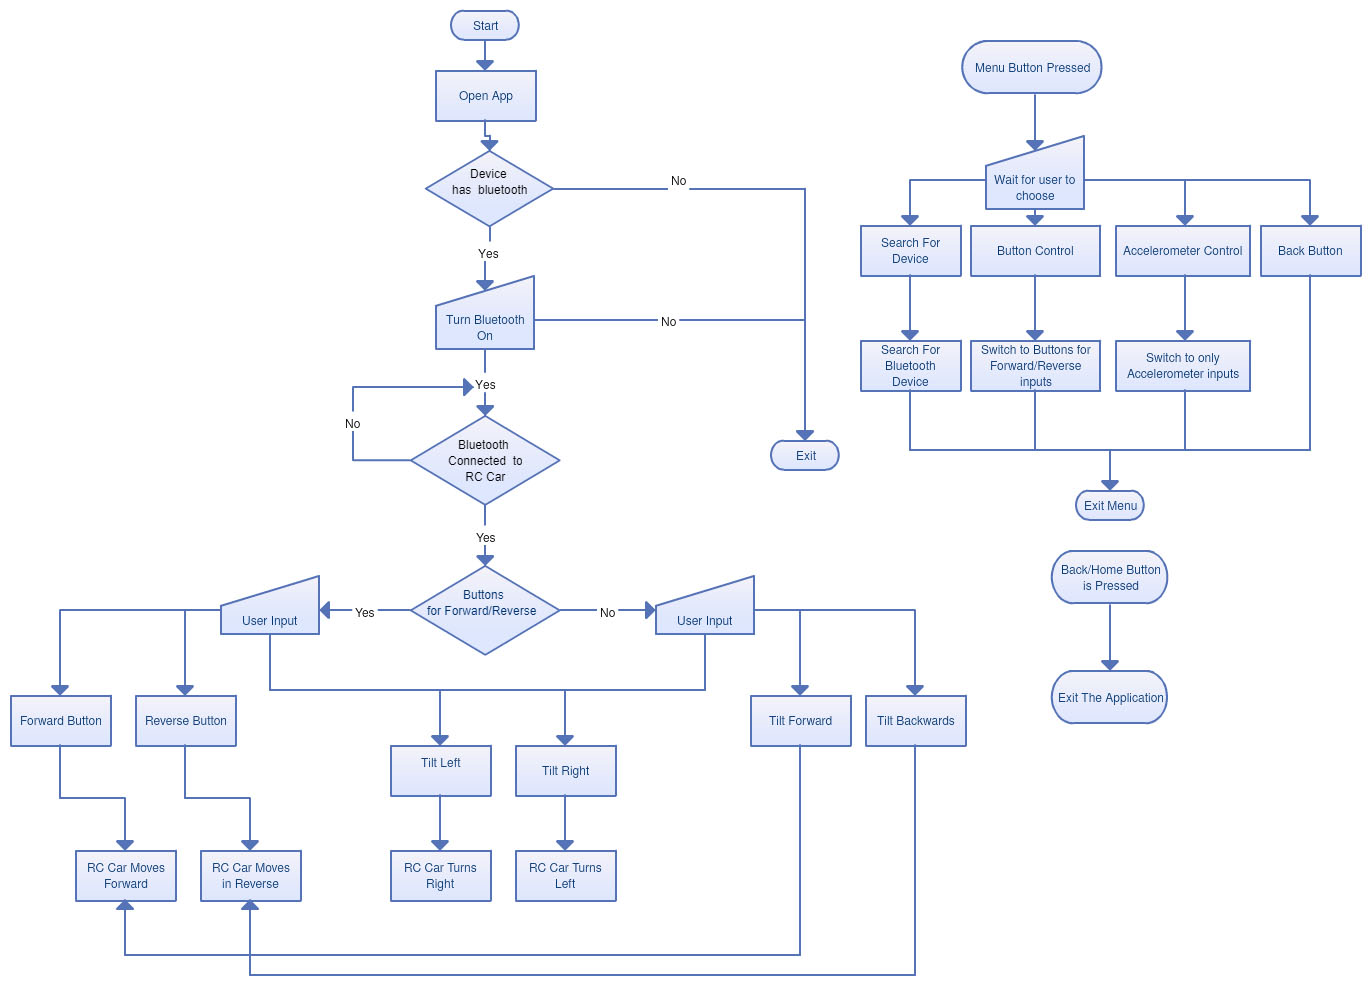 Start
Open App
Device
has bluetooth
No
Yes
Turn Bluetooth
On
No
Yes
No
Bluetooth
Connected to
RC Car
Exit
Yes
Buttons
for Forward/Reverse
Yes
No
User Input
User Input
Forward Button
Reverse Button
Tilt Left
Tilt Right
Tilt Forward
Tilt Backwards
RC Car Moves
Forward
RC Car Moves
in Reverse
RC Car Turns
Right
RC Car Turns
Left
Menu Button Pressed
Wait for user to
choose
Search For
Device
Button Control
Accelerometer Control
Back Button
Search For
Bluetooth
Device
Switch to Buttons for
Forward/Reverse
inputs
Switch to only
Accelerometer inputs
Exit Menu
Back/Home Button
is Pressed
Exit The Application